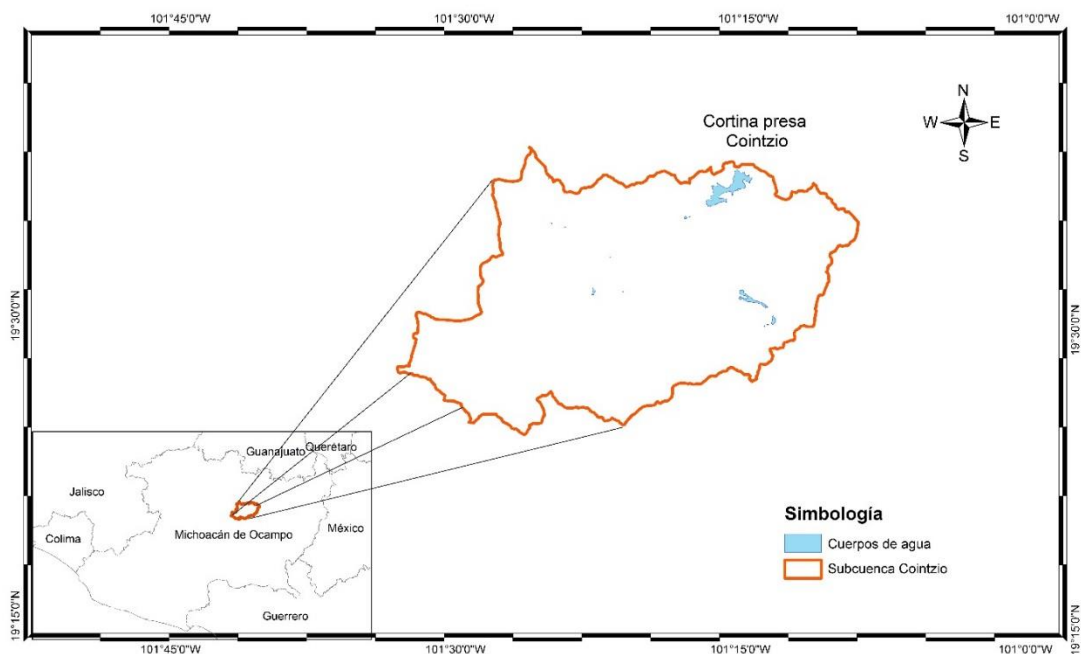 101°45'0"W
101°30'0"W
101°15'0"W
101°0'0"W
N
W
E
S
Cortina presa
Cointzio
19°30'0"N
19°30'0"N
Guanajuato
Querétaro
Jalisco
Colima
Michoacán de Ocampo
México
Guerrero
Simbología
Cuerpos de agua
Subcuenca Cointzio
19°15'0"N
19°15'0"N
101°45'0"W
101°30'0"W
101°15'0"W
101°0'0"W